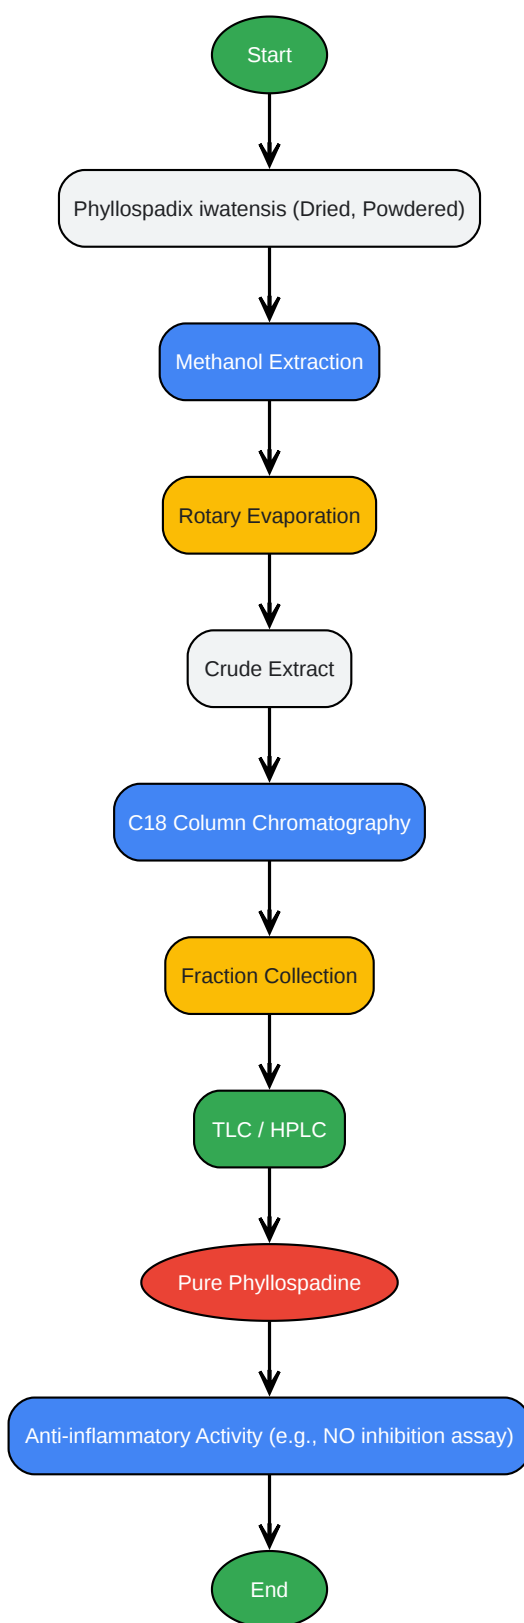 Start
Phyllospadix iwatensis (Dried, Powdered)
Methanol Extraction
Rotary Evaporation
Crude Extract
C18 Column Chromatography
Fraction Collection
TLC / HPLC
Pure Phyllospadine
Anti-inflammatory Activity (e.g., NO inhibition assay)
End